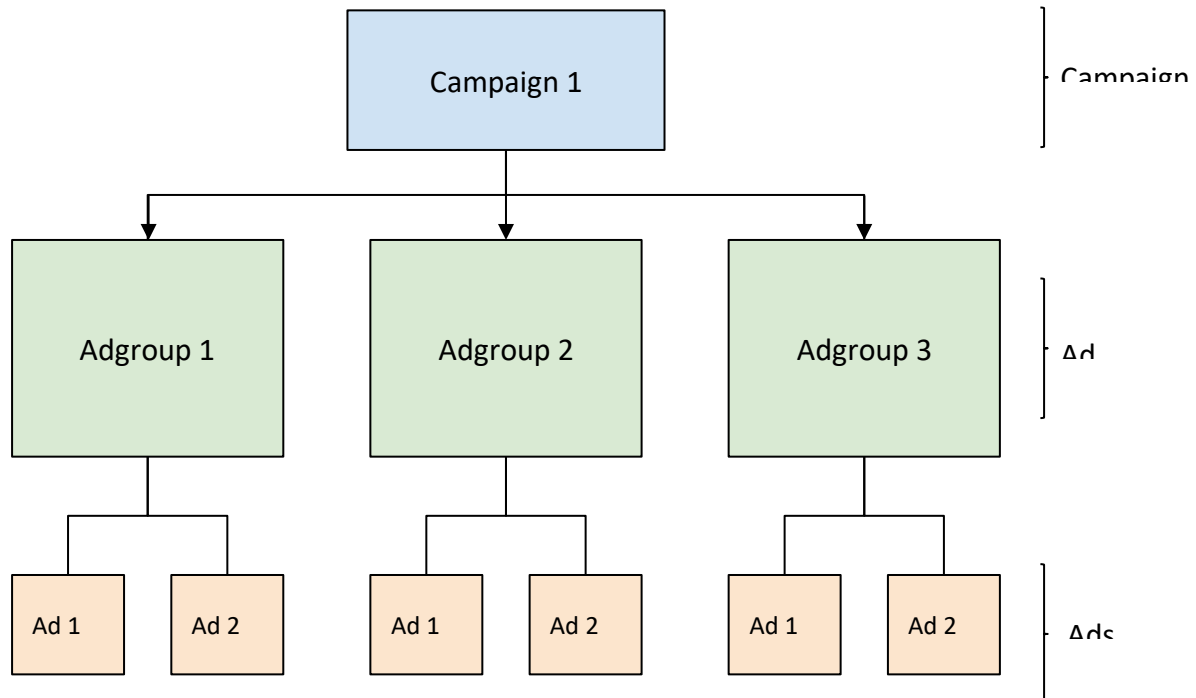 Campaign 1
Campaign
Adgroup 1
Adgroup 2
Adgroup 3
Ad
Ad 1
Ad 2
Ad 1
Ad 2
Ad 1
Ad 2
Ads